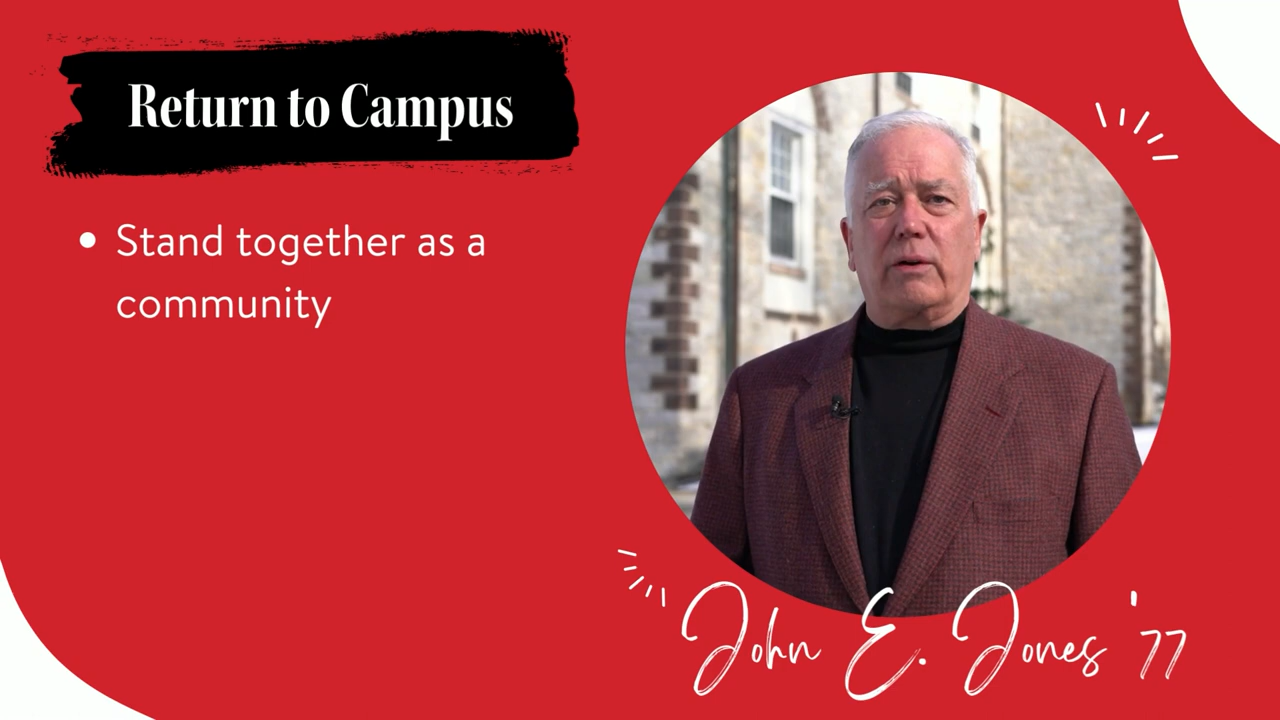 Return to Campus
Stand together as a
community
John E. Jones '77